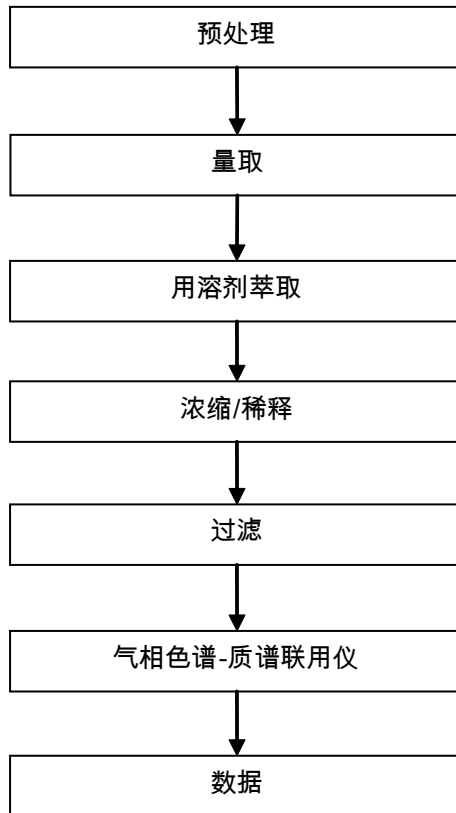 预处理
量取
用溶剂萃取
浓缩/稀释
过滤
气相色谱-质谱联用仪
数据